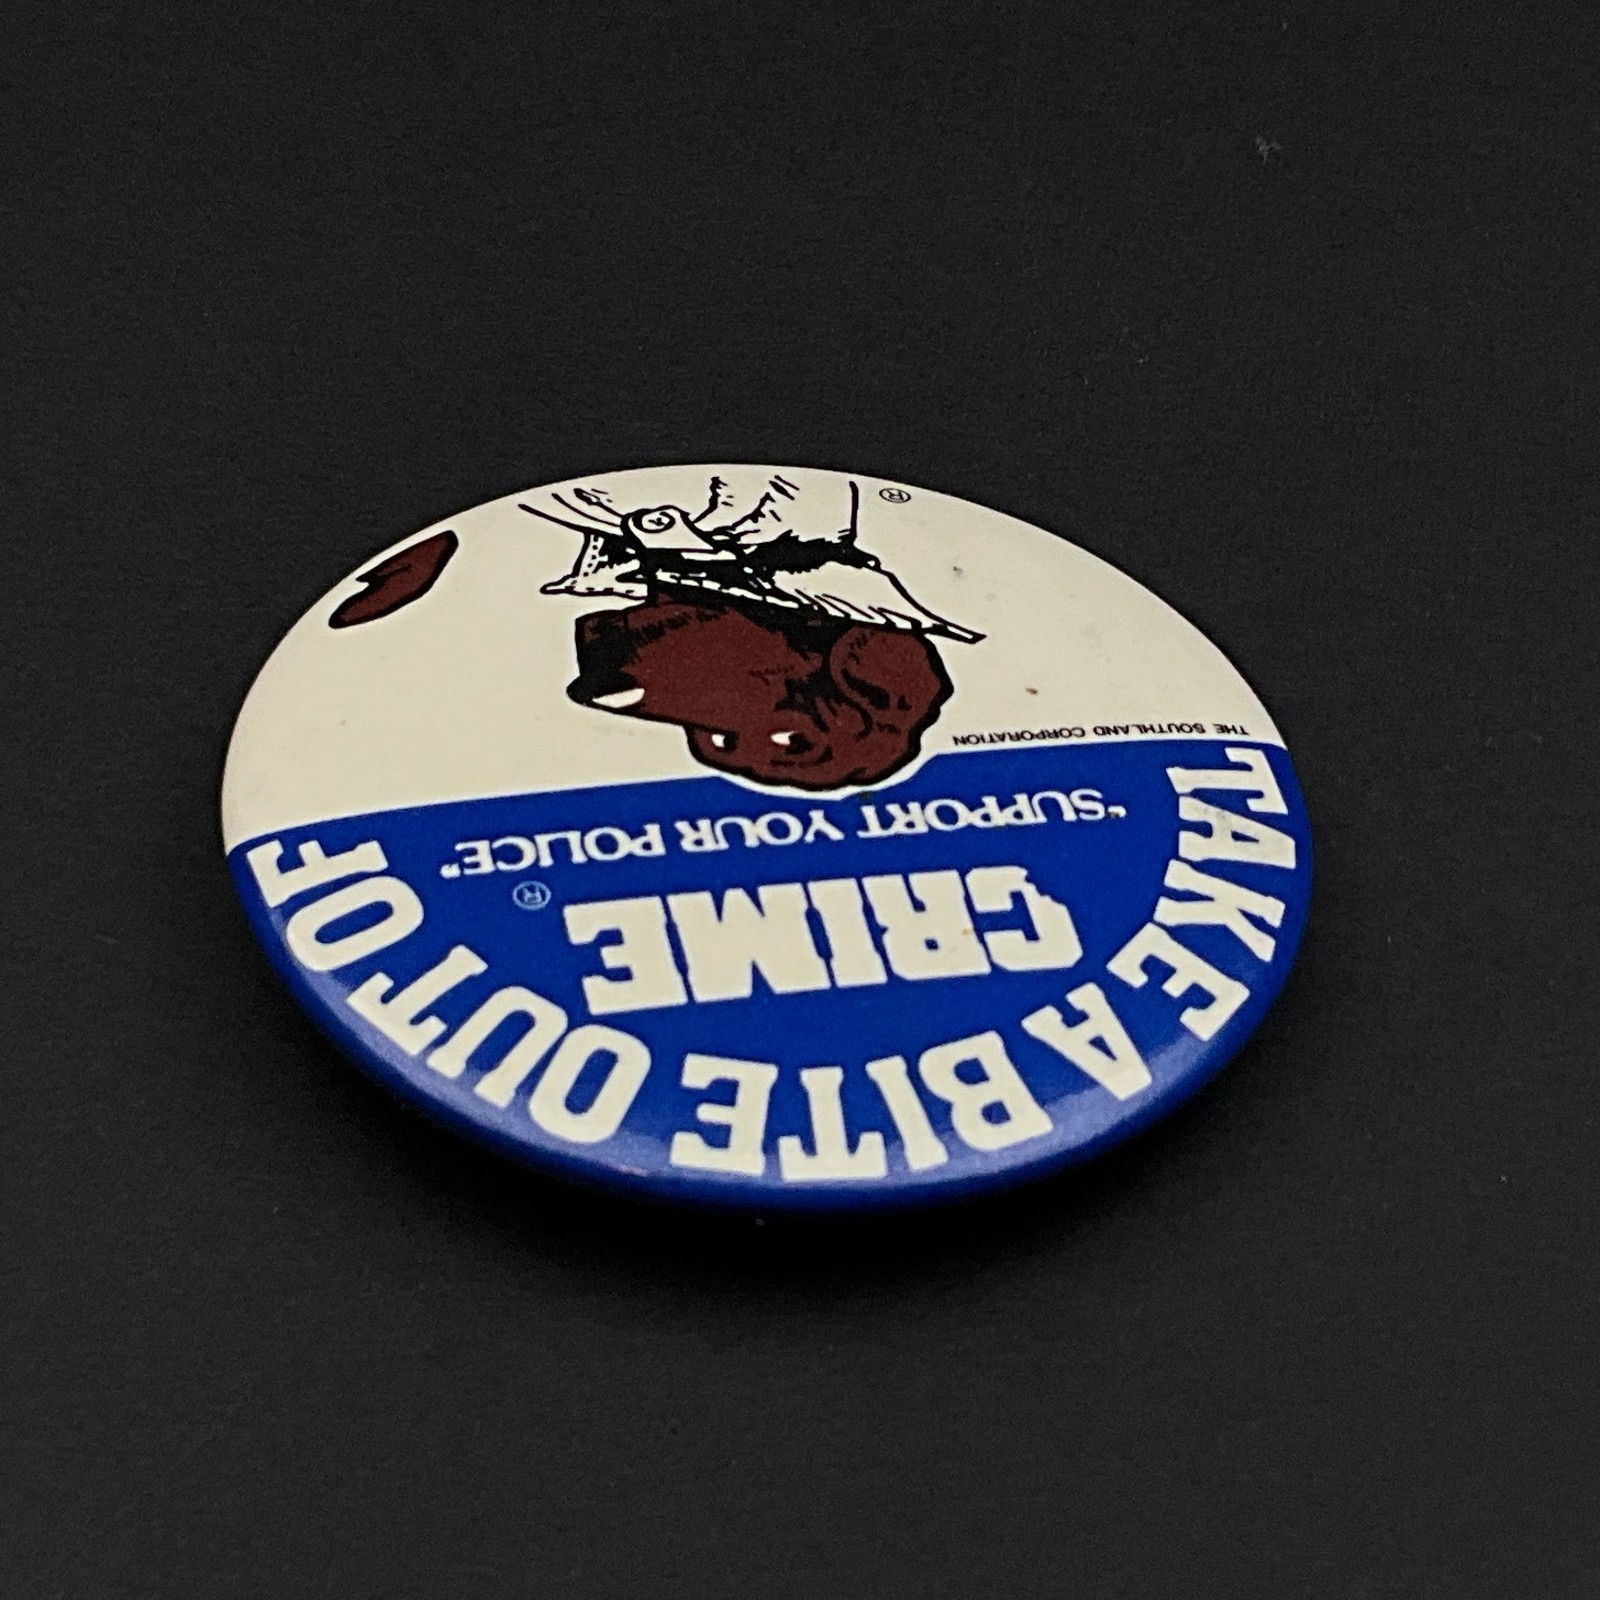 TAKE A BITE OUT OF
CRIME ®
"SUPPORT YOUR POLICE"
THE SOUTHLAND CORPORATION
®